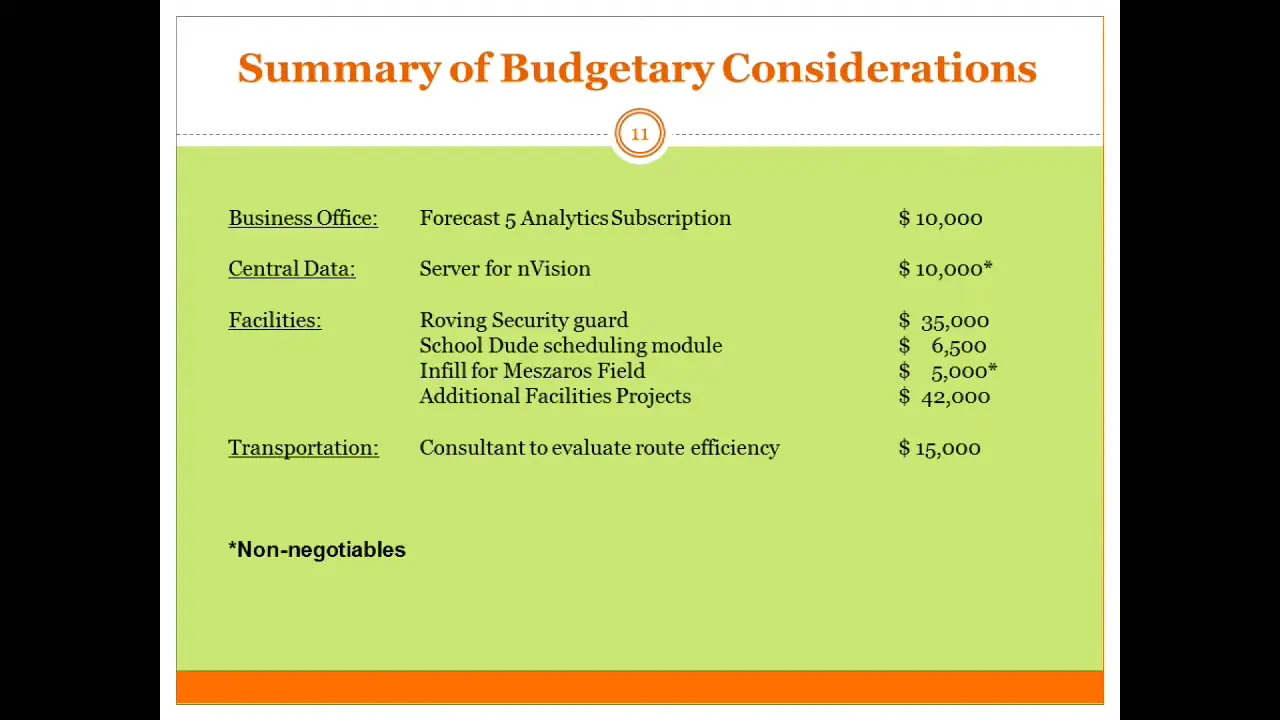 Summary of Budgetary Considerations
11
Business Office: Forecast 5 Analytics Subscription $ 10,000
Central Data: Server for nVision $ 10,000*
Facilities: Roving Security guard $ 35,000
School Dude scheduling module $ 6,500
Infill for Meszaros Field $ 5,000*
Additional Facilities Projects $ 42,000
Transportation: Consultant to evaluate route efficiency $ 15,000
*Non-negotiables